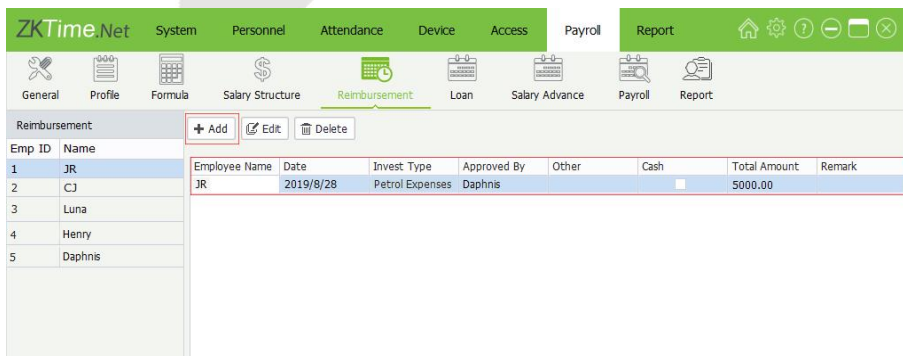 ZKTime.Net System Personnel Attendance Device Access Payroll Report
General Profile Formula Salary Structure Reimbursement Loan Salary Advance Payroll Report
Reimbursement + Add Edit Delete
Emp ID Name
Employee Name Date Invest Type Approved By Other Cash Total Amount Remark
1 JR
JR 2019/8/28 Petrol Expenses Daphnis 5000.00
2 CJ
3 Luna
4 Henry
5 Daphnis